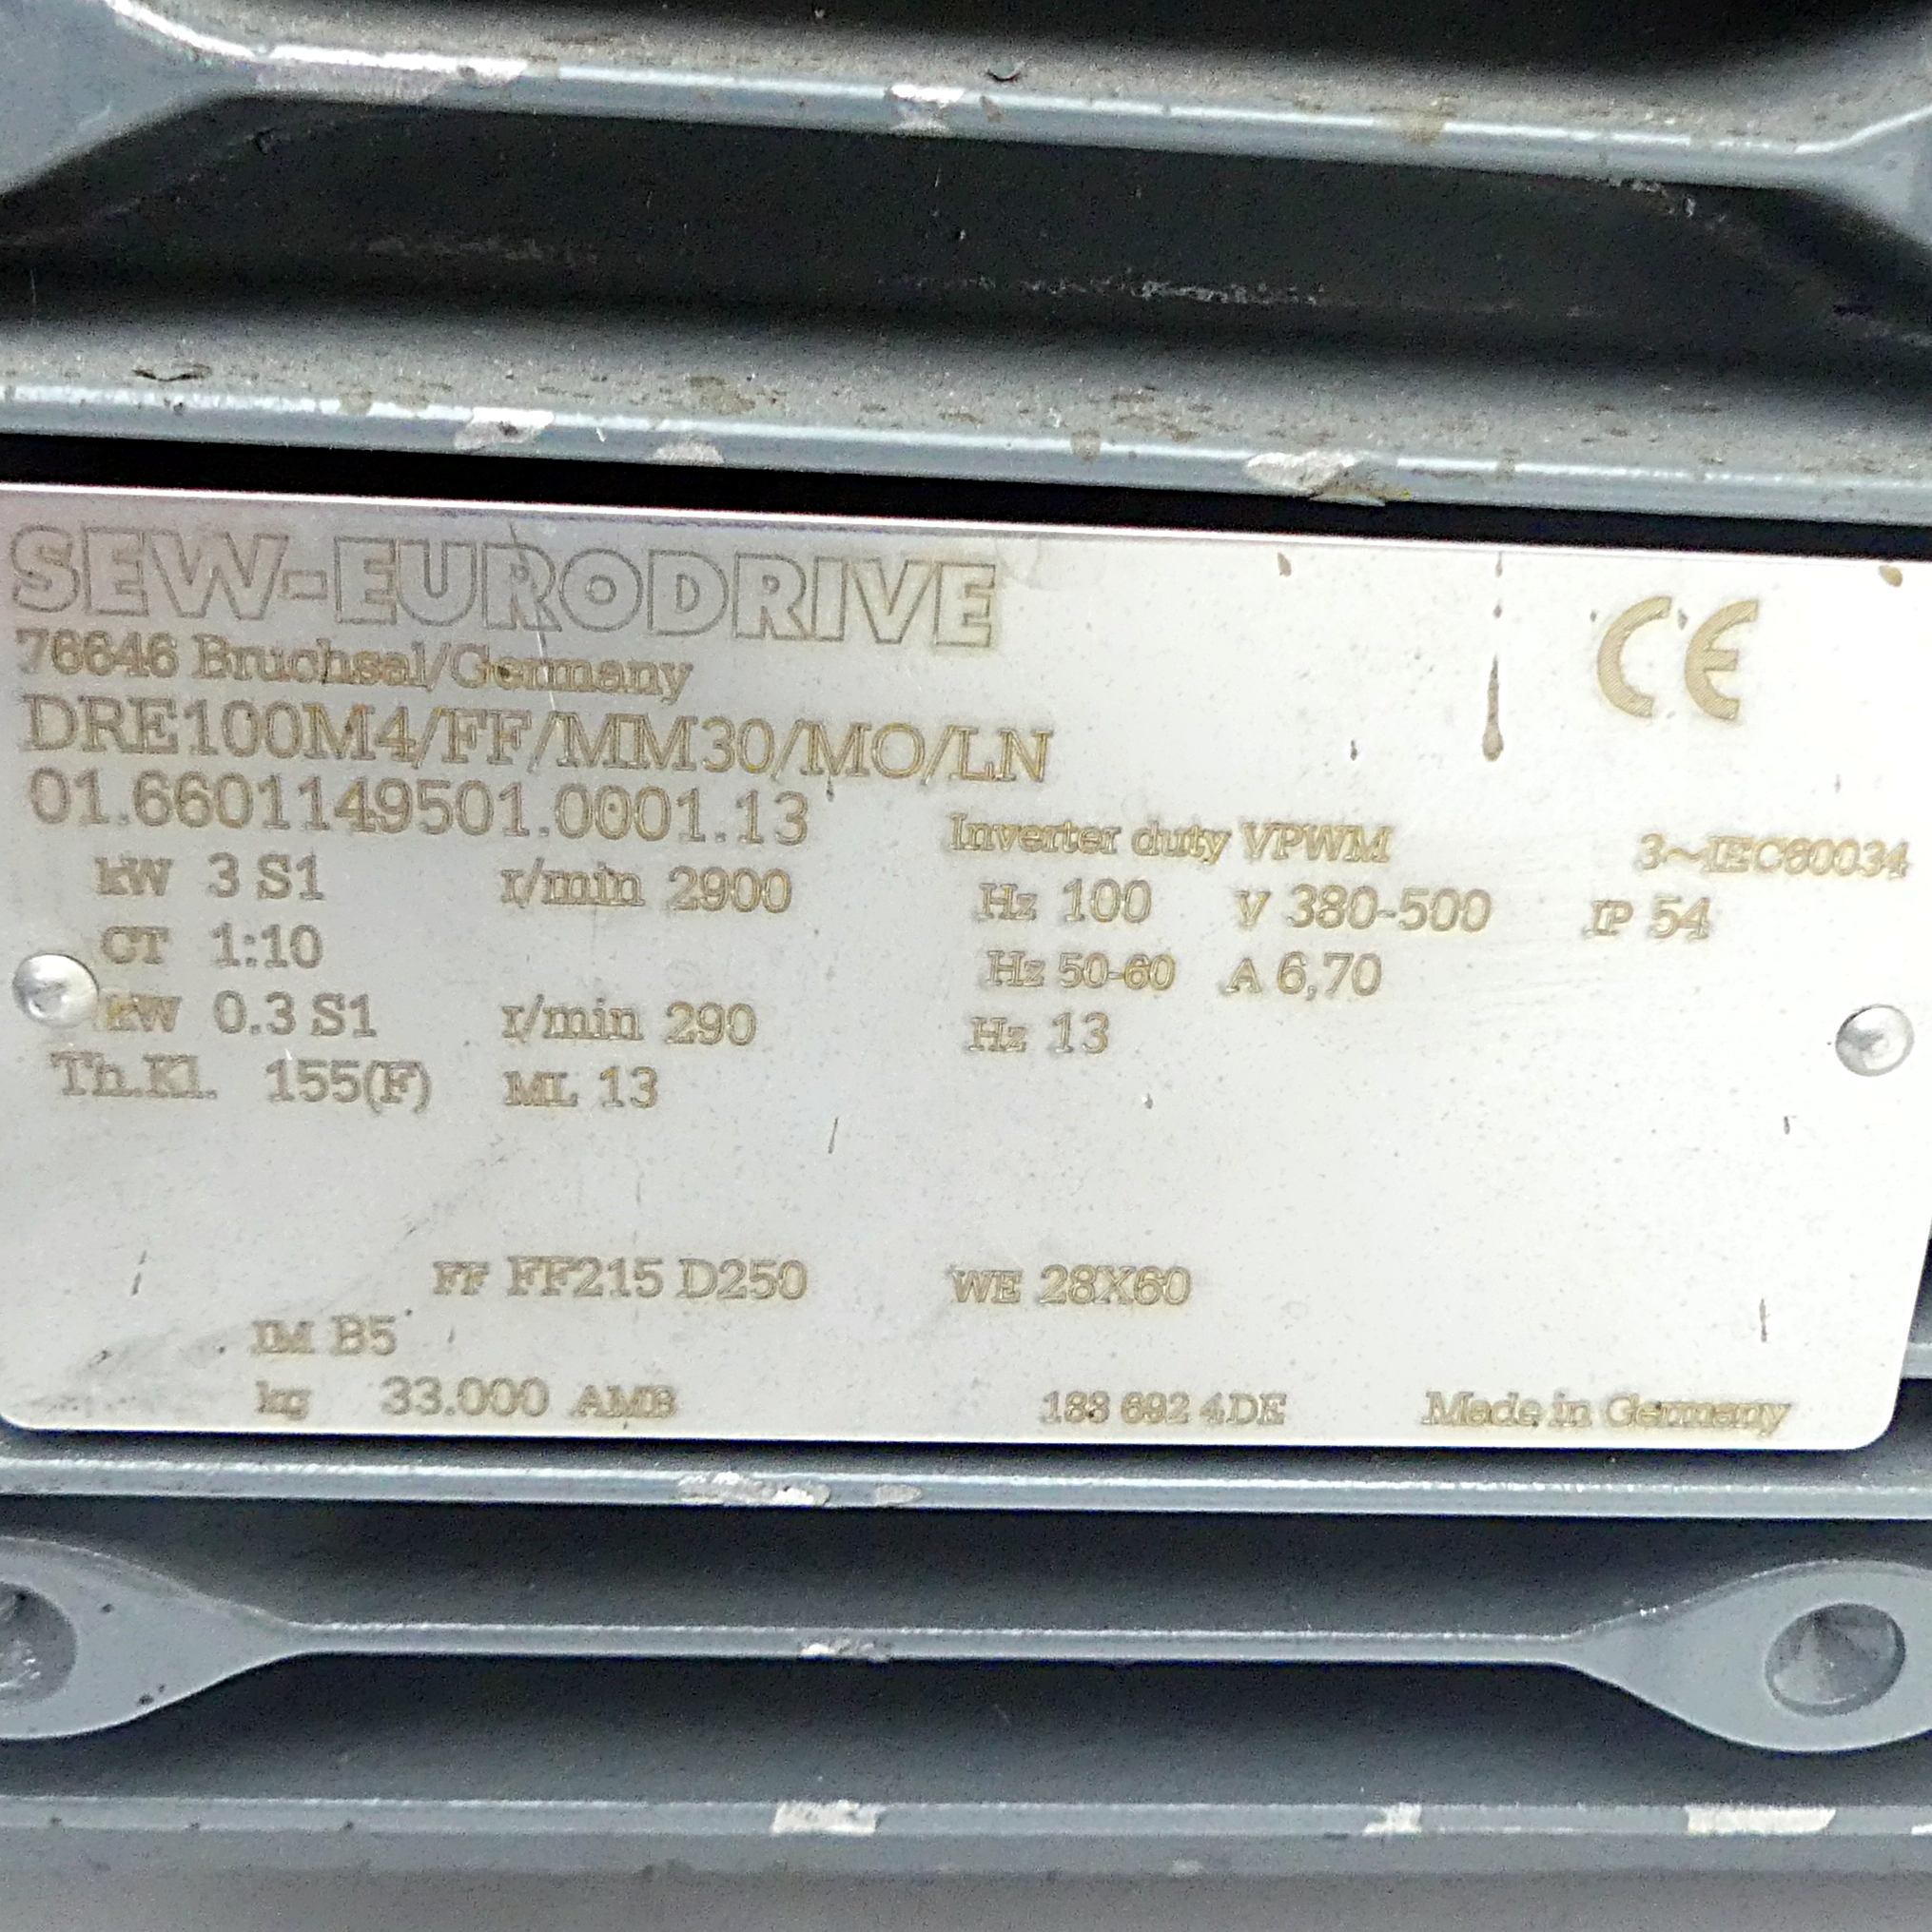 SEW-EURODRIVE
CE
76646 Bruchsal/Germany
DRE100M4/FF/MM30/MO/LN
01.6601149501.0001.13 Inverter duty VPWM 3~IEC60034
kW 3 S1 r/min 2900 Hz 100 V 380-500 IP 54
CT 1:10 Hz 50-60 A 6,70
kW 0.3 S1 r/min 290 Hz 13
Th.Kl. 155(F) ML 13
FF FF215 D250 WE 28X60
IM B5
kg 33.000 AMB 188 692 4DE Made in Germany